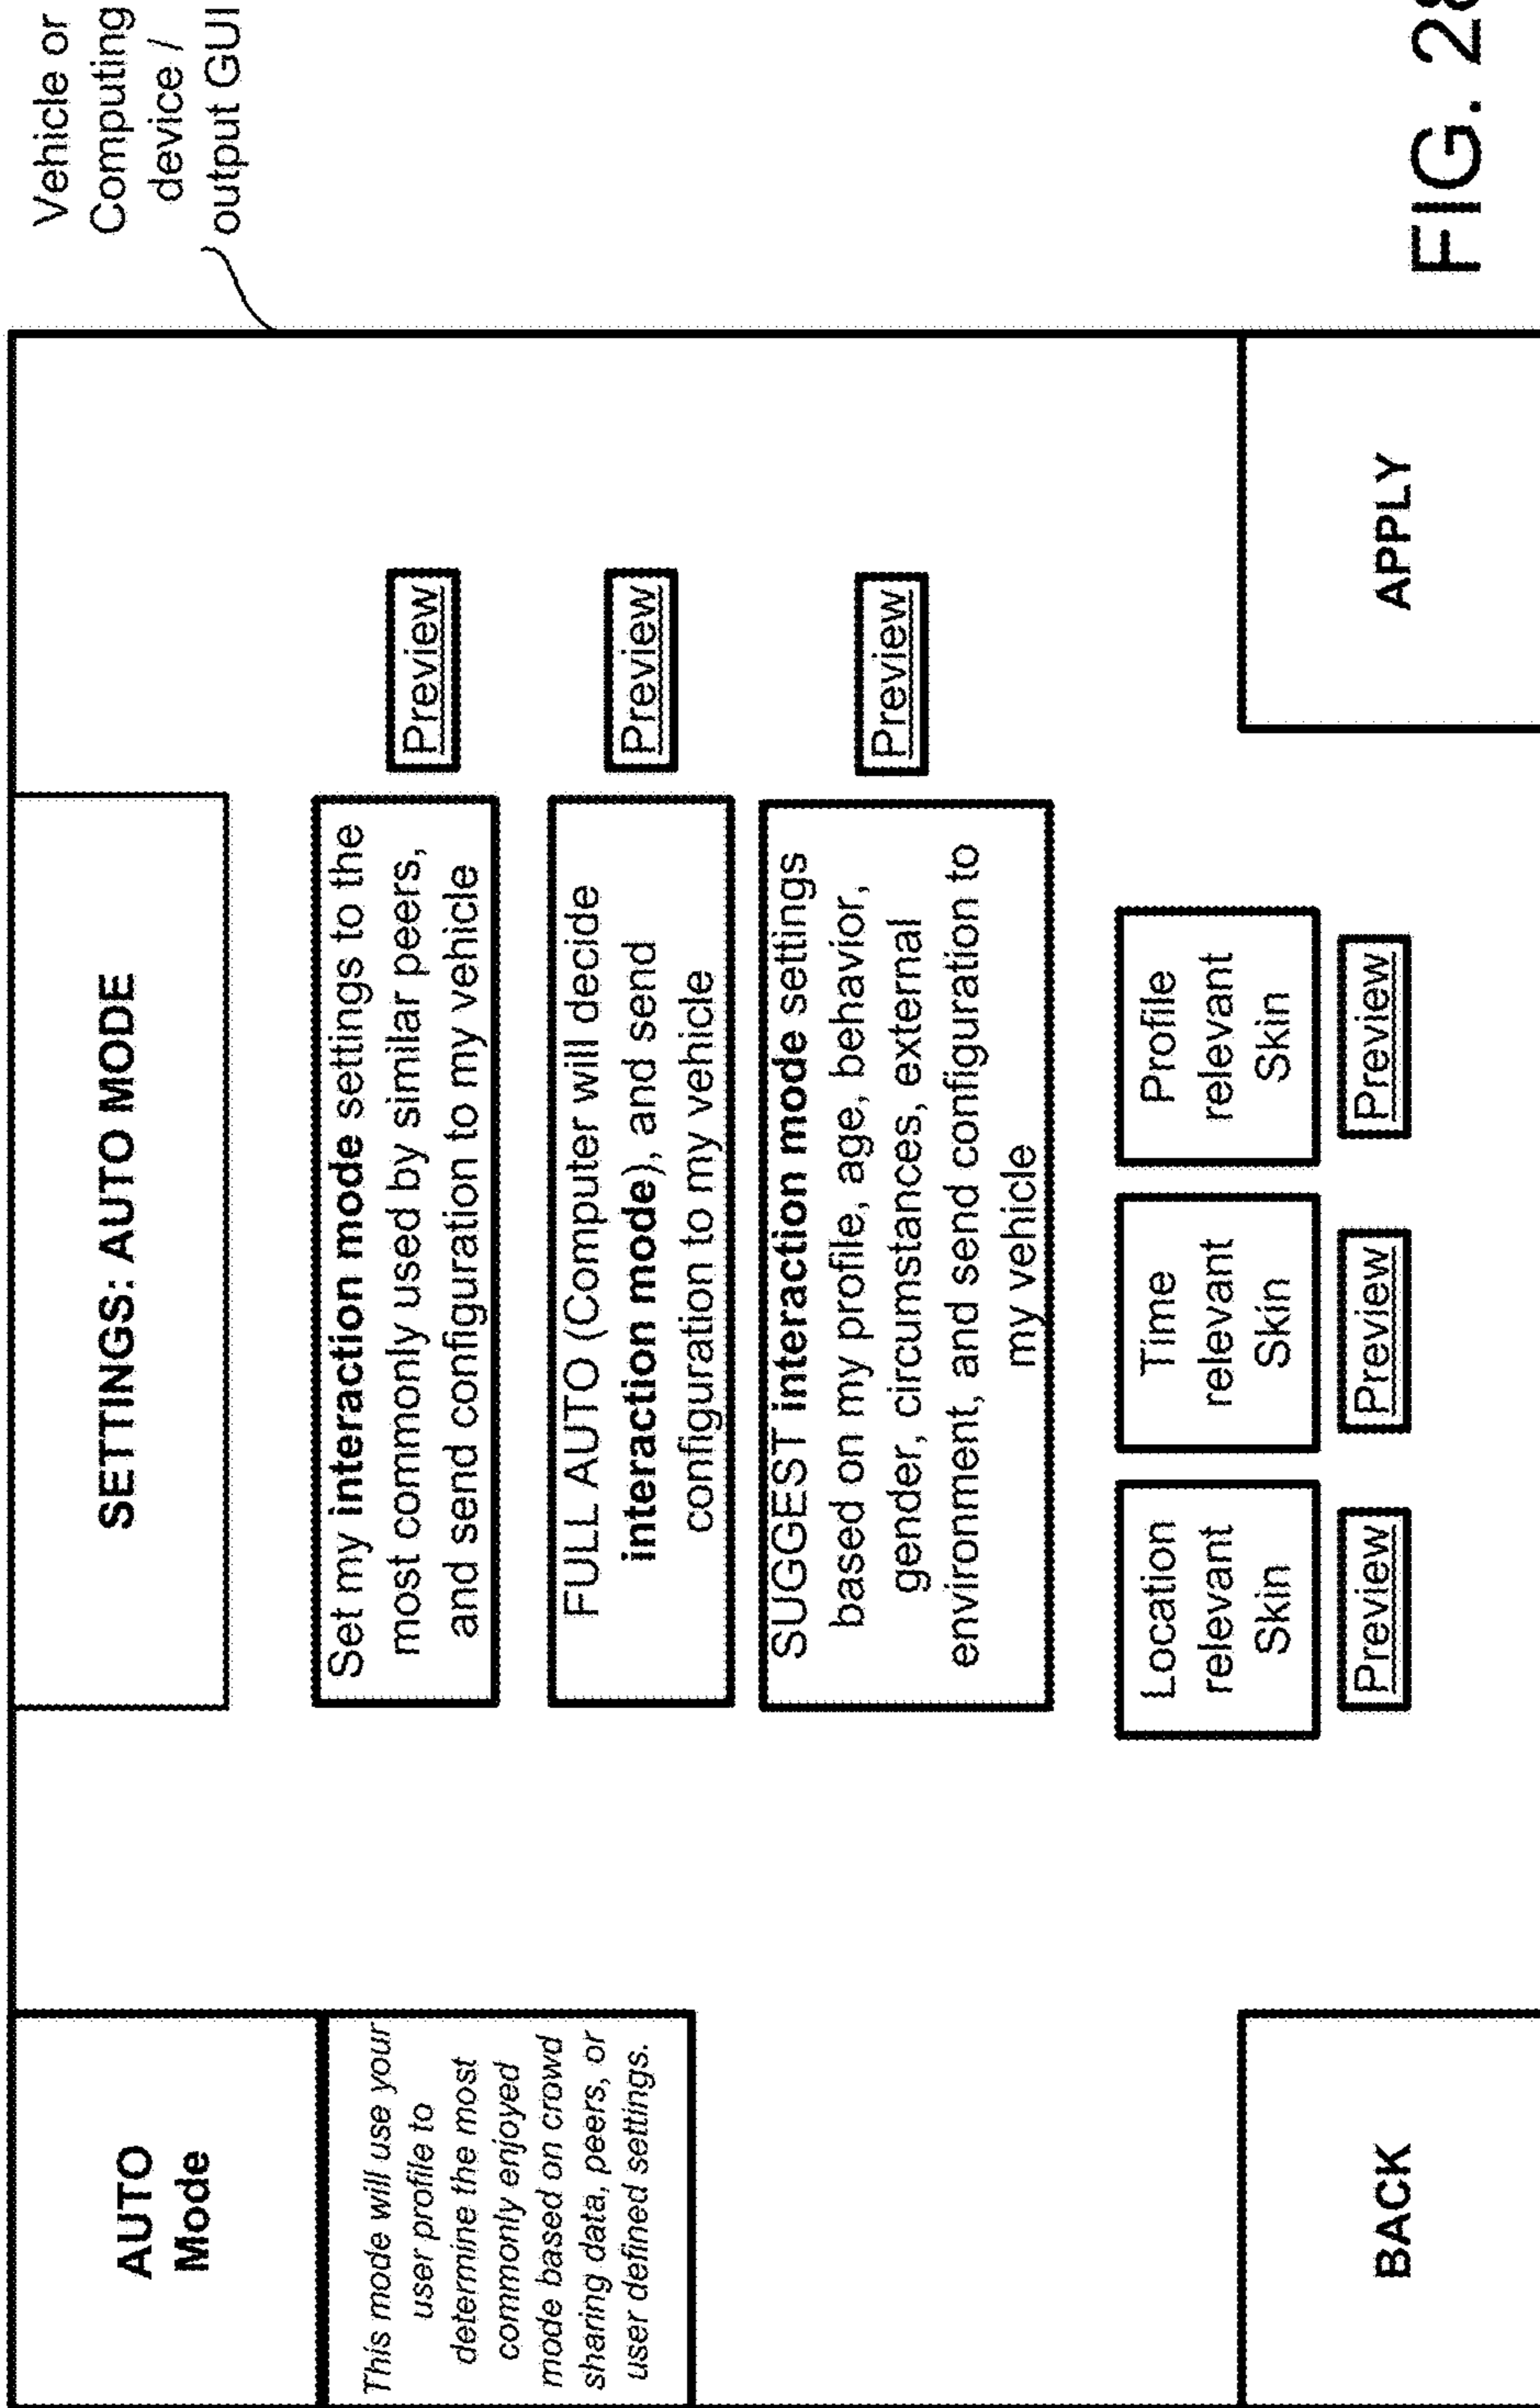 AUTO
Mode
This mode will use your
user profile to
determine the most
commonly enjoyed
mode based on crowd
sharing data, peers, or
user defined settings.
SETTINGS: AUTO MODE
Set my interaction mode settings to the
most commonly used by similar peers,
and send configuration to my vehicle
Preview
FULL AUTO (Computer will decide
interaction mode), and send
configuration to my vehicle
Preview
SUGGEST interaction mode settings
based on my profile, age, behavior,
gender, circumstances, external
environment, and send configuration to
my vehicle
Preview
Location
relevant
Skin
Preview
Time
relevant
Skin
Preview
Profile
relevant
Skin
Preview
BACK
APPLY
Vehicle or
Computing
device /
output GUI
FIG. 28